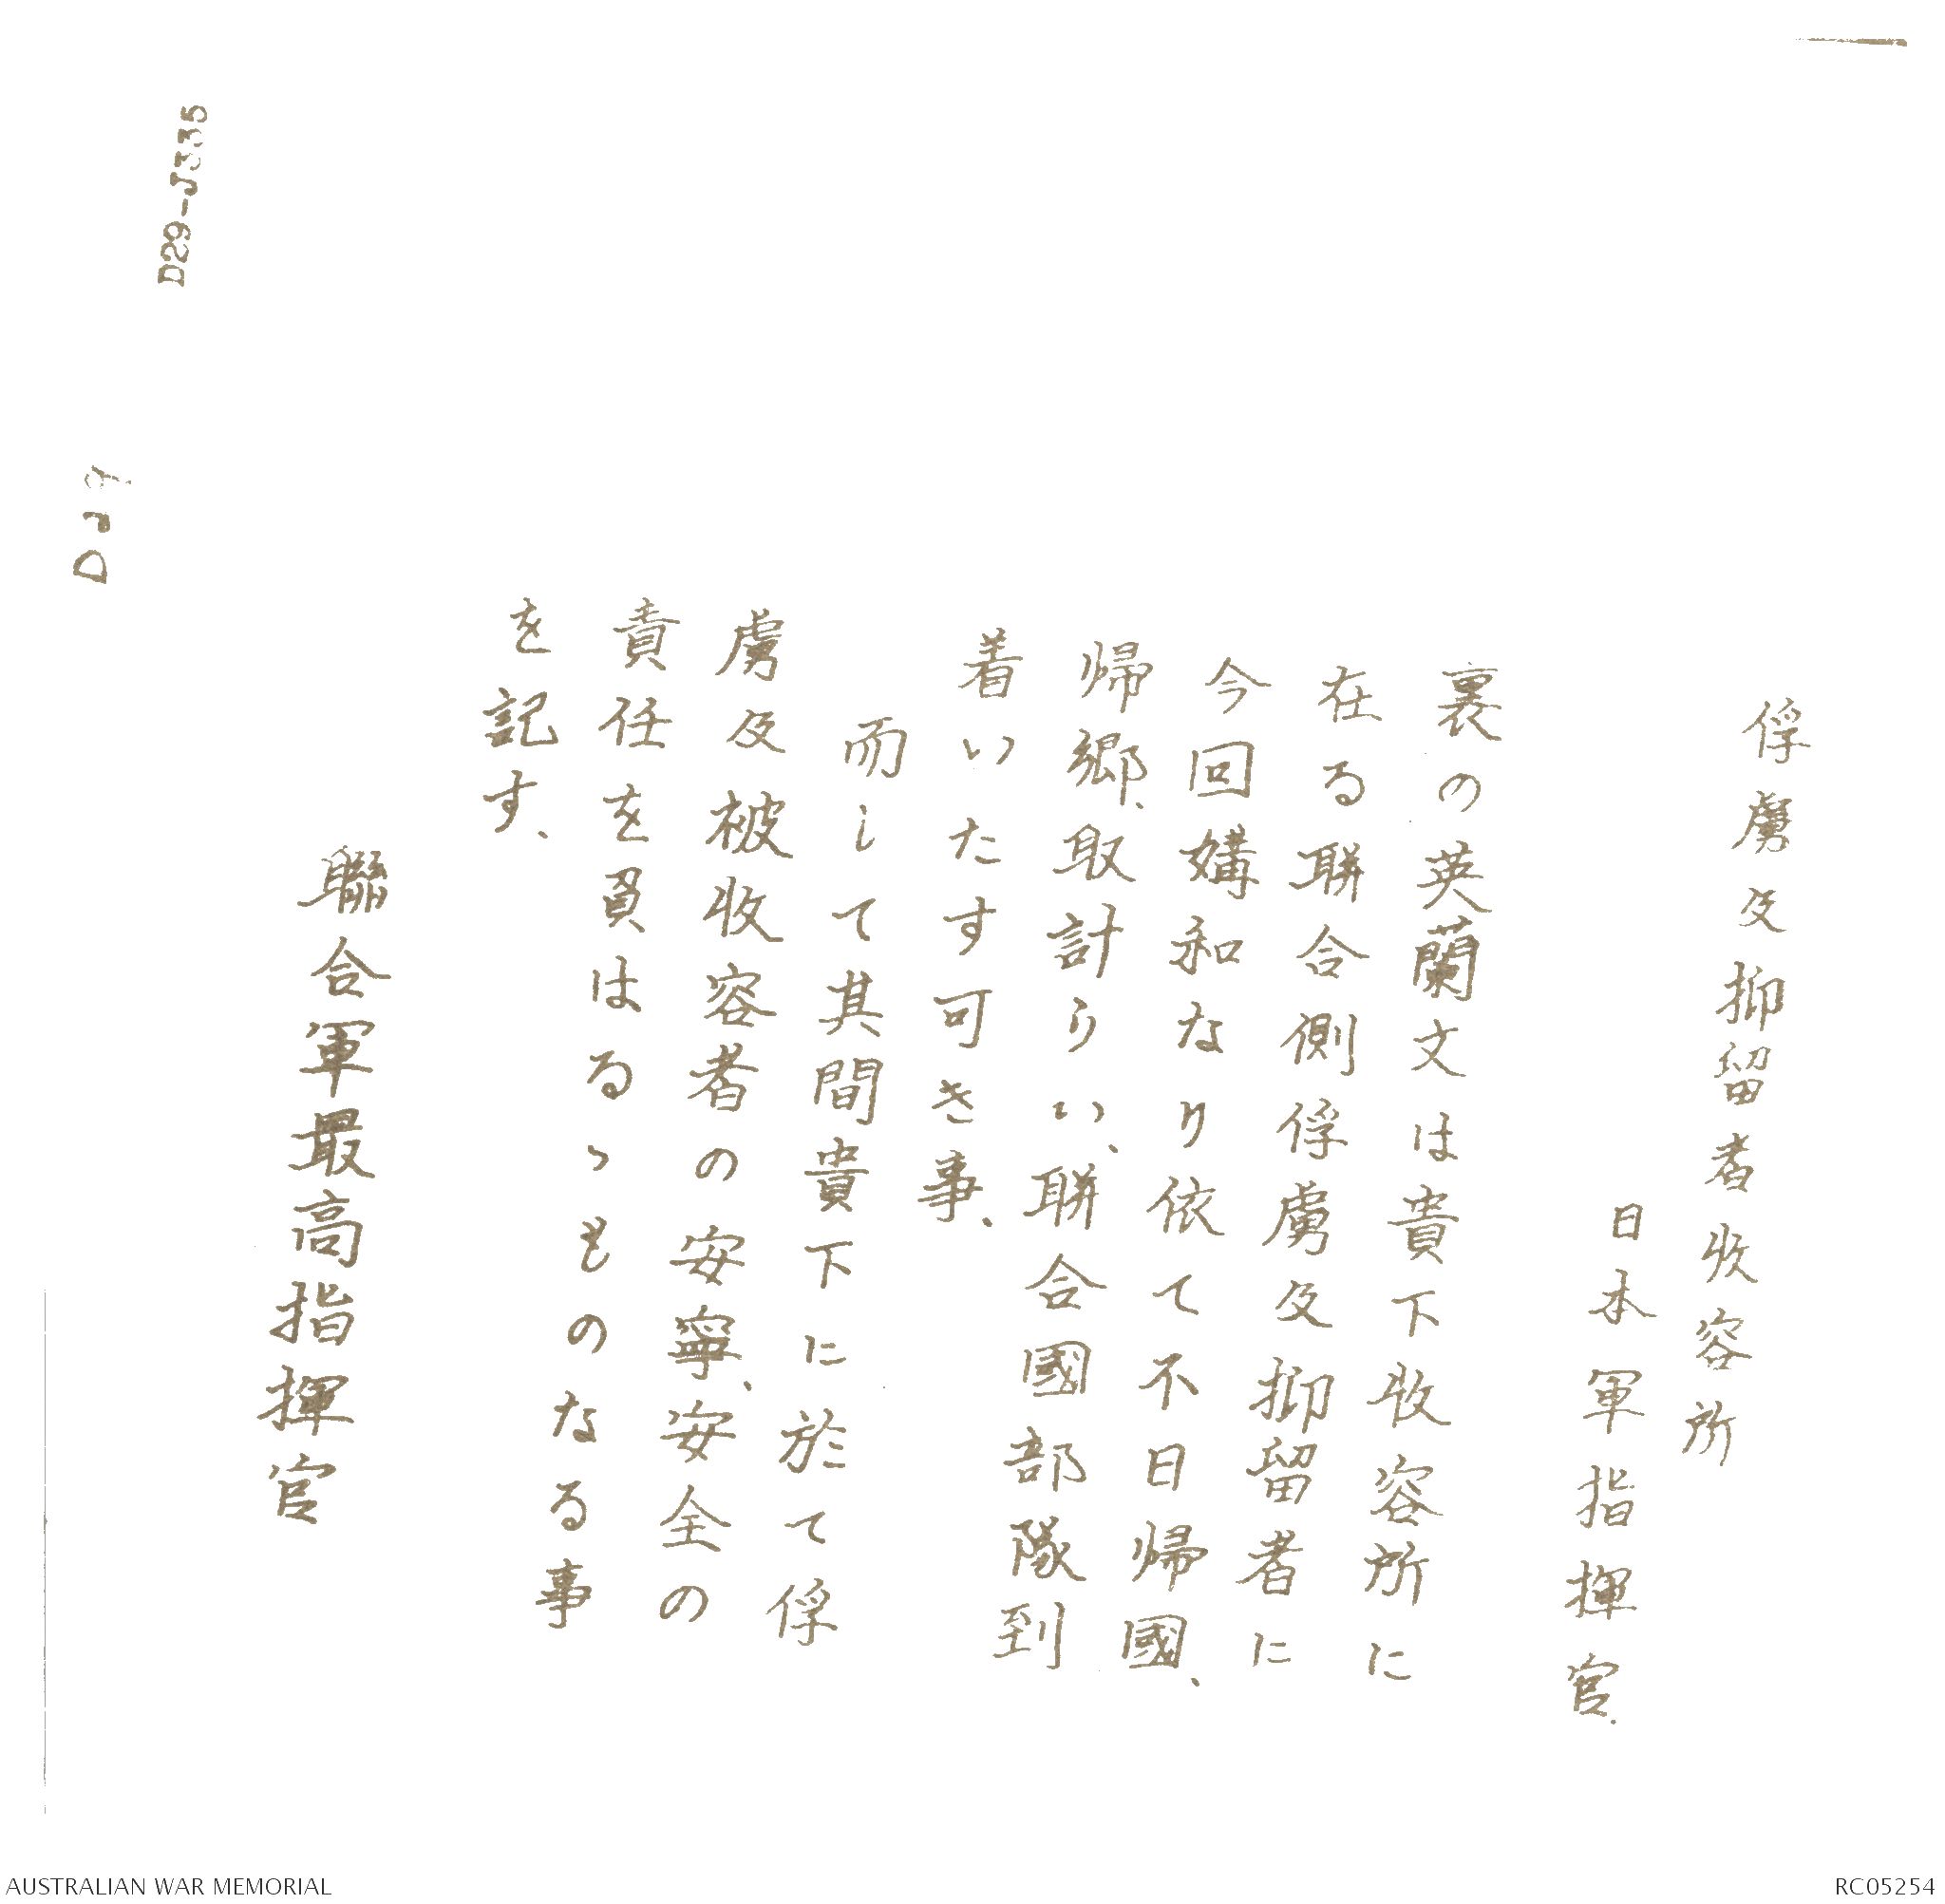 俘虜及抑留者收容所
日本軍指揮官.
裏の英蘭文は貴下收容所に
在る聯合側俘虜及抑留者に
今回媾和なり依て不日帰國、
帰郷、取計らい、聯合國部隊到
着いたす可き事、
而して其間貴下に於て俘
虜及被收容者の安寧、安全の
責任を負はるゝものなる事
を記す、
聯合軍最高指揮官
D29-J335
AUSTRALIAN WAR MEMORIAL
RC05254